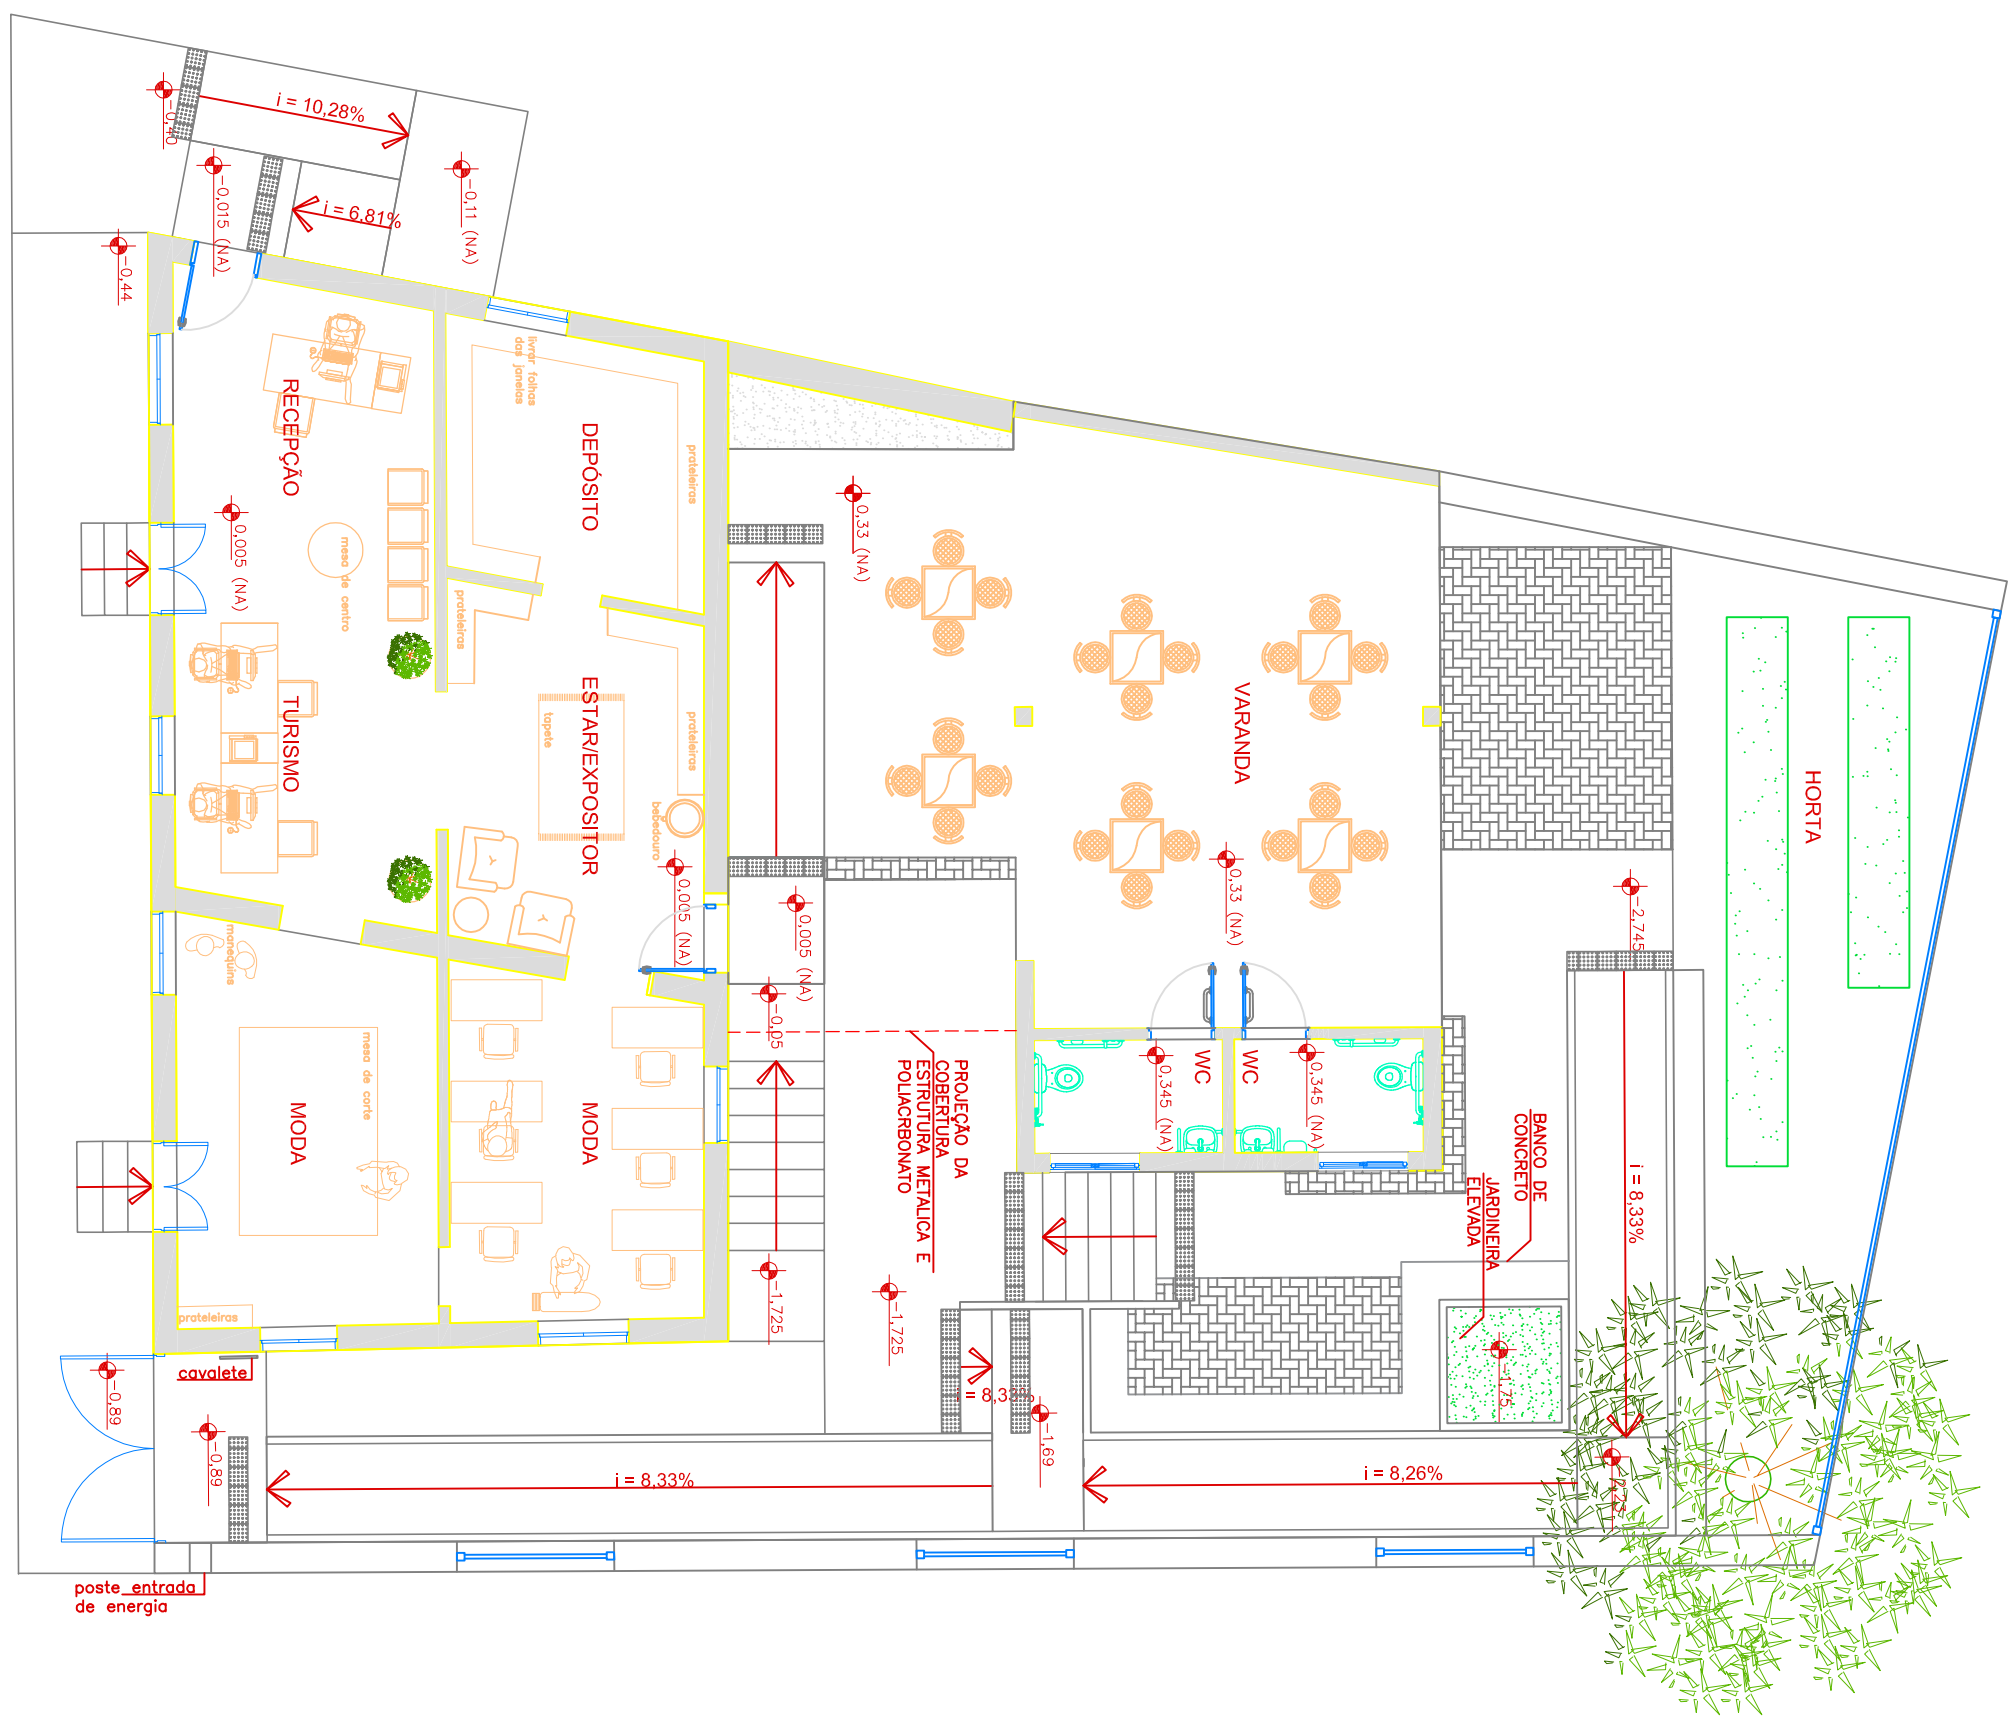 i = 10,28%
-0,40
-0,015 (NA)
i = 6,81%
-0,11 (NA)
-0,44
livrar folhas
das janelas
RECEPÇÃO
DEPÓSITO
prateleiras
0,005 (NA)
mesa de centro
prateleiras
0,33 (NA)
TURISMO
ESTAR/EXPOSITOR
tapete
prateleiras
bebedouro
VARANDA
HORTA
0,005 (NA)
0,005 (NA)
0,33 (NA)
-2,745
manequins
-0,05
mesa de corte
MODA
MODA
PROJEÇÃO DA
COBERTURA
ESTRUTURA METALICA E
POLIACRBONATO
WC
WC
0,345 (NA)
0,345 (NA)
BANCO DE
CONCRETO
JARDINEIRA
ELEVADA
i = 8,33%
-1,725
-1,725
prateleiras
cavalete
-0,89
-0,89
i = 8,33%
-1,69
-1,75
i = 8,33%
i = 8,26%
poste entrada
de energia